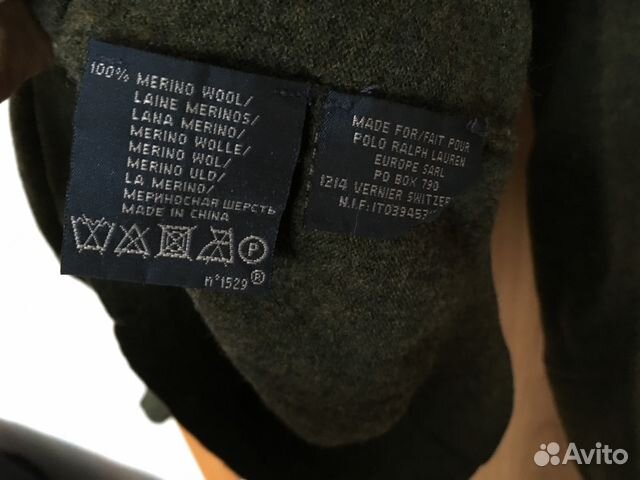 100% MERINO WOOL/
LAINE MERINOS/
LANA MERINO/
MERINO WOLLE/
MERINO WOL/
MERINO ULD/
LA MERINO/
МЕРИНОСНАЯ ШЕРСТЬ
MADE IN CHINA
P
n°1529 ®
MADE FOR/FAIT POUR
POLO RALPH LAUREN
EUROPE SARL
PO BOX 790
1214 VERNIER SWITZER
N.I.F: IT039453
Avito